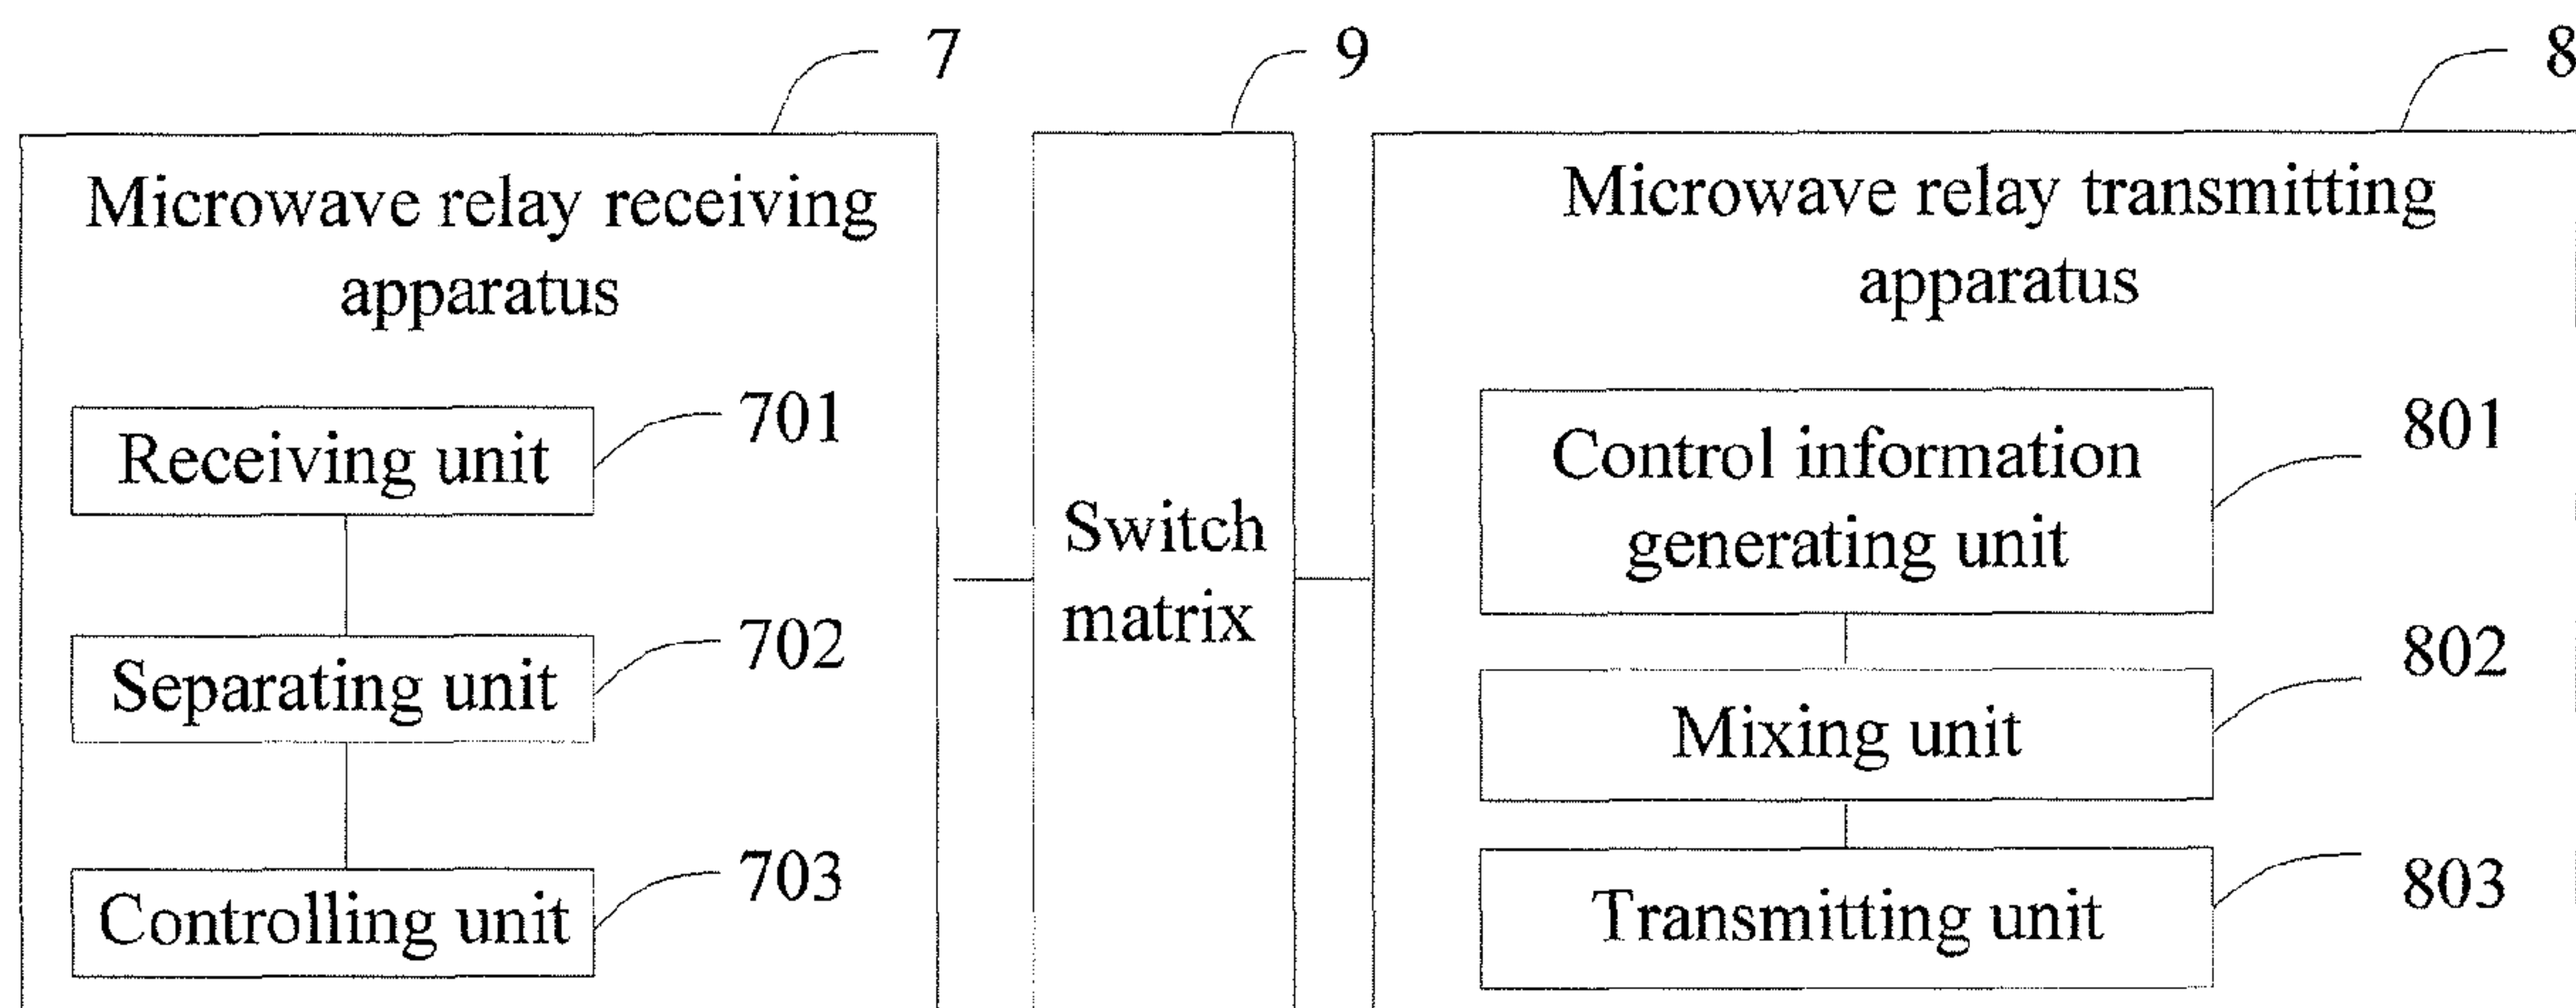 7
9
8
Microwave relay receiving
apparatus
Receiving unit
701
Separating unit
702
Controlling unit
703
Switch
matrix
Microwave relay transmitting
apparatus
Control information
generating unit
801
Mixing unit
802
Transmitting unit
803